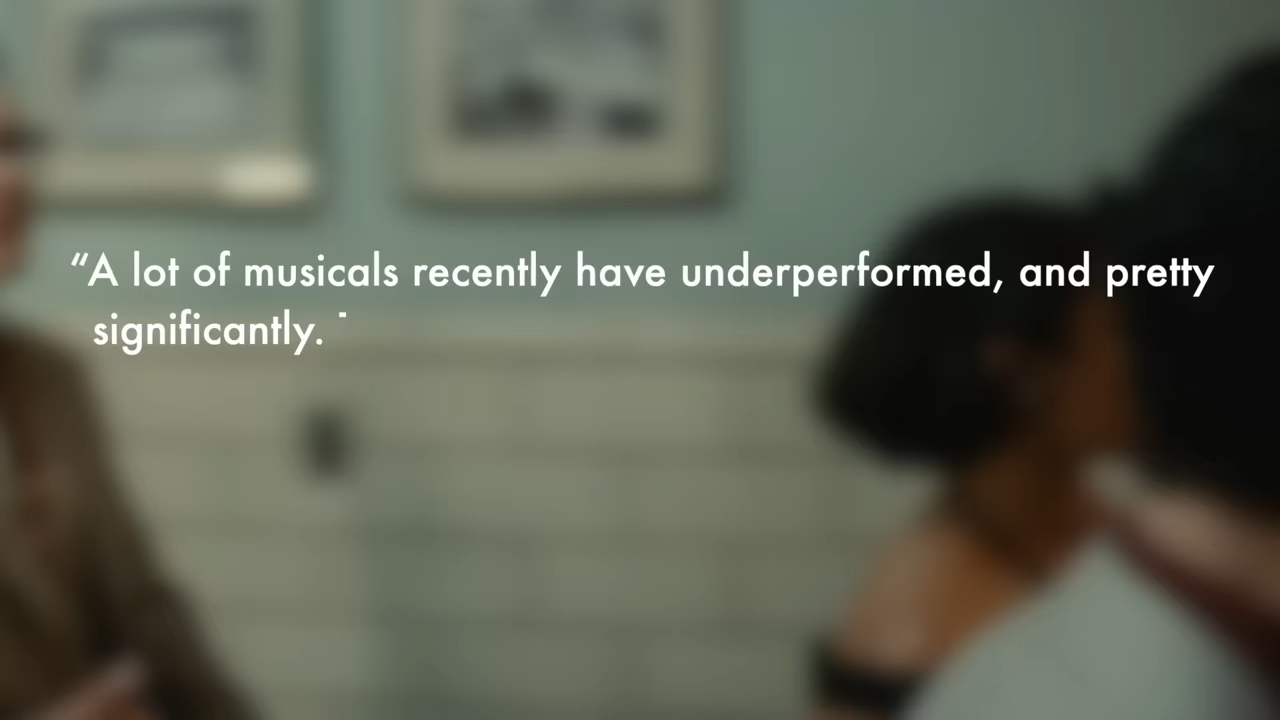 “A lot of musicals recently have underperformed, and pretty
significantly.